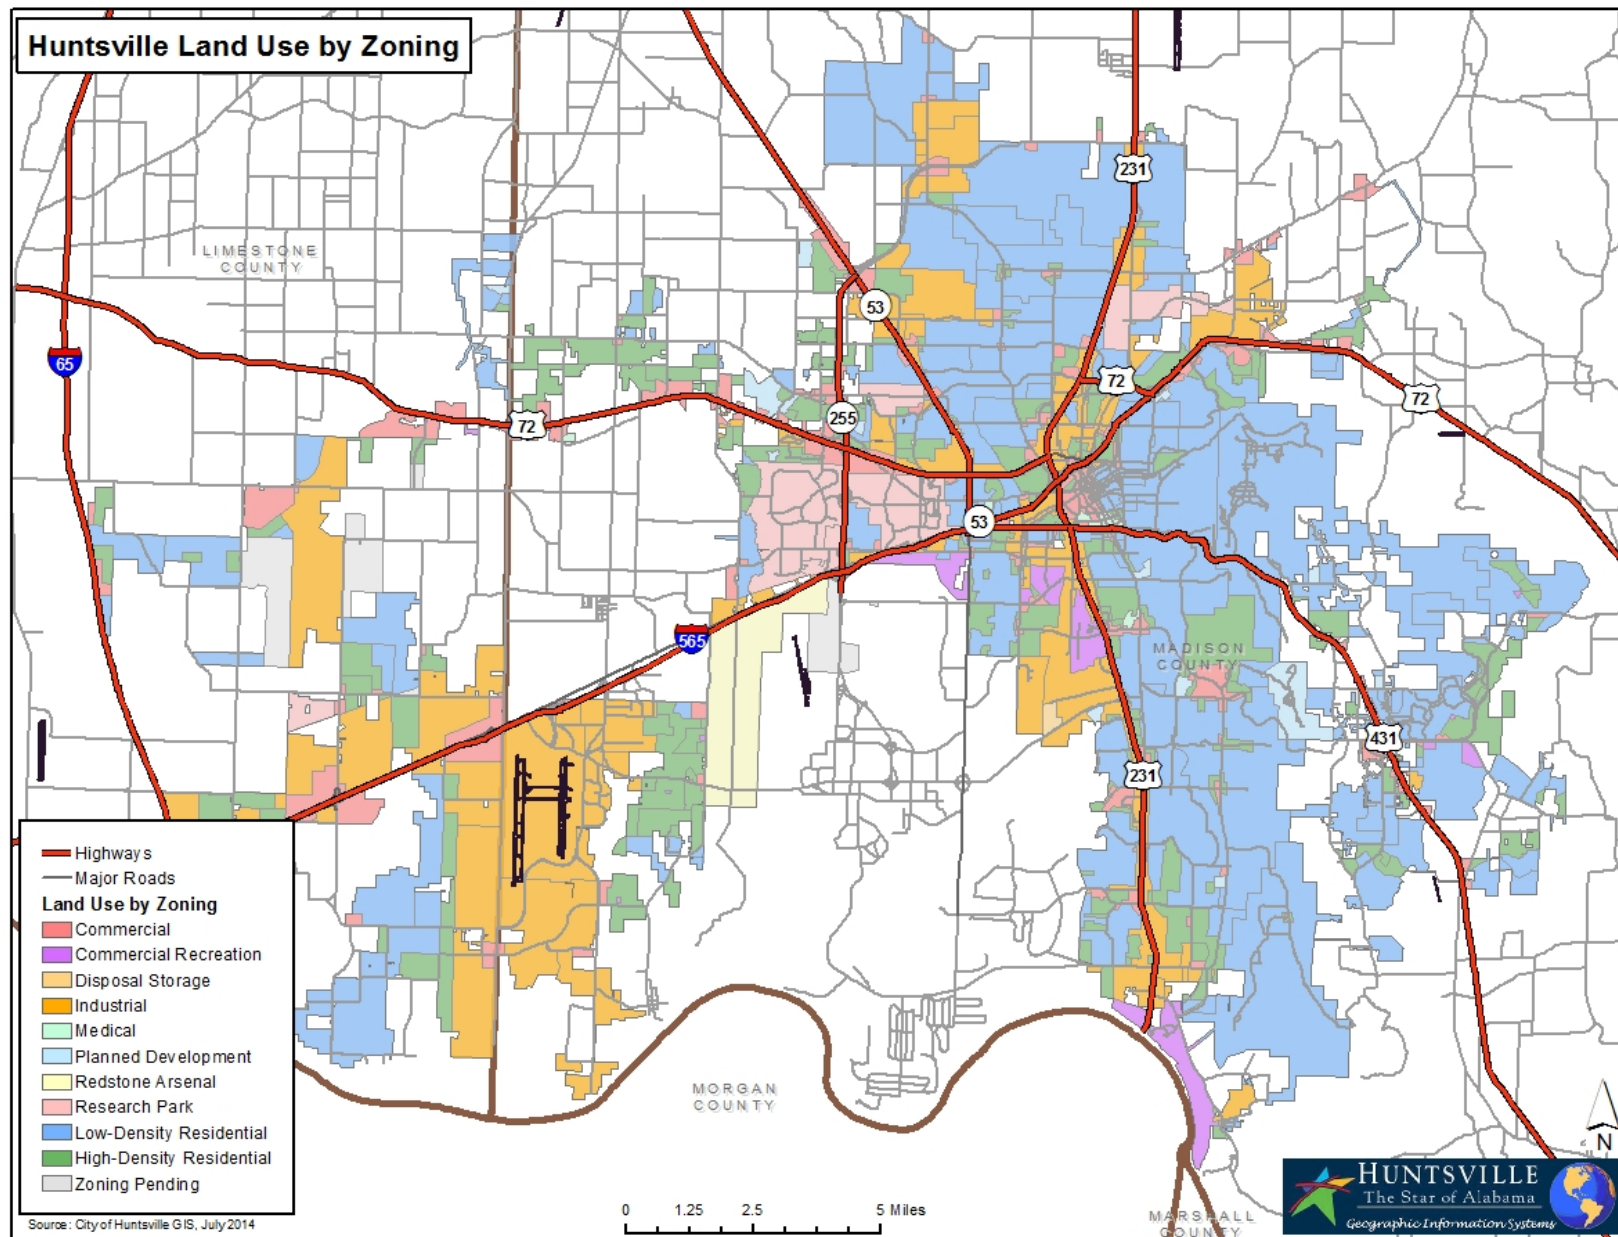 Huntsville Land Use by Zoning
231
LIMESTONE
COUNTY
53
65
72
72
255
72
53
565
MADISON
COUNTY
431
231
Highways
Major Roads
Land Use by Zoning
Commercial
Commercial Recreation
Disposal Storage
Industrial
Medical
Planned Development
Redstone Arsenal
Research Park
Low-Density Residential
High-Density Residential
Zoning Pending
Source: City of Huntsville GIS, July 2014
MORGAN
COUNTY
0 1.25 2.5 5 Miles
N
HUNTSVILLE
The Star of Alabama
Geographic Information Systems
MARSHALL
COUNTY